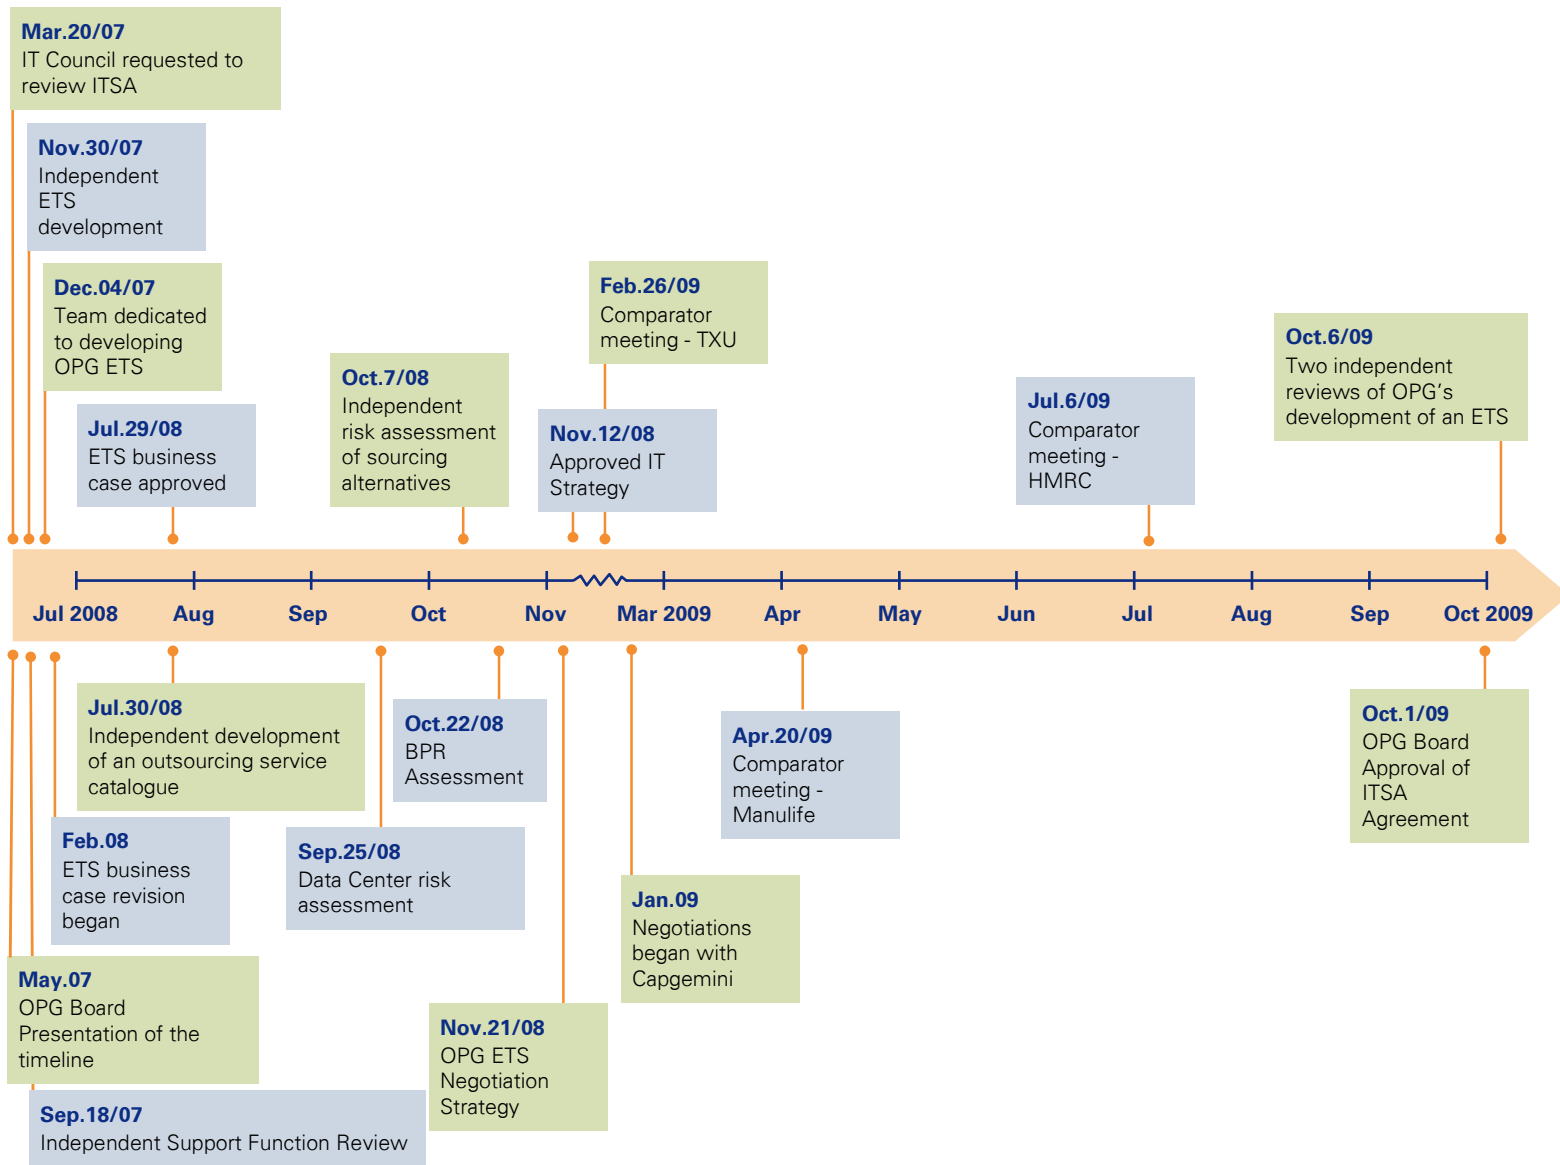 Mar.20/07
IT Council requested to
review ITSA
Nov.30/07
Independent
ETS
development
Dec.04/07
Team dedicated
to developing
OPG ETS
Jul.29/08
ETS business
case approved
Oct.7/08
Independent
risk assessment
of sourcing
alternatives
Feb.26/09
Comparator
meeting - TXU
Nov.12/08
Approved IT
Strategy
Jul.6/09
Comparator
meeting -
HMRC
Oct.6/09
Two independent
reviews of OPG’s
development of an ETS
Jul 2008 Aug Sep Oct Nov Mar 2009 Apr May Jun Jul Aug Sep Oct 2009
Jul.30/08
Independent development
of an outsourcing service
catalogue
Feb.08
ETS business
case revision
began
May.07
OPG Board
Presentation of the
timeline
Sep.18/07
Independent Support Function Review
Sep.25/08
Data Center risk
assessment
Oct.22/08
BPR
Assessment
Nov.21/08
OPG ETS
Negotiation
Strategy
Jan.09
Negotiations
began with
Capgemini
Apr.20/09
Comparator
meeting -
Manulife
Oct.1/09
OPG Board
Approval of
ITSA
Agreement